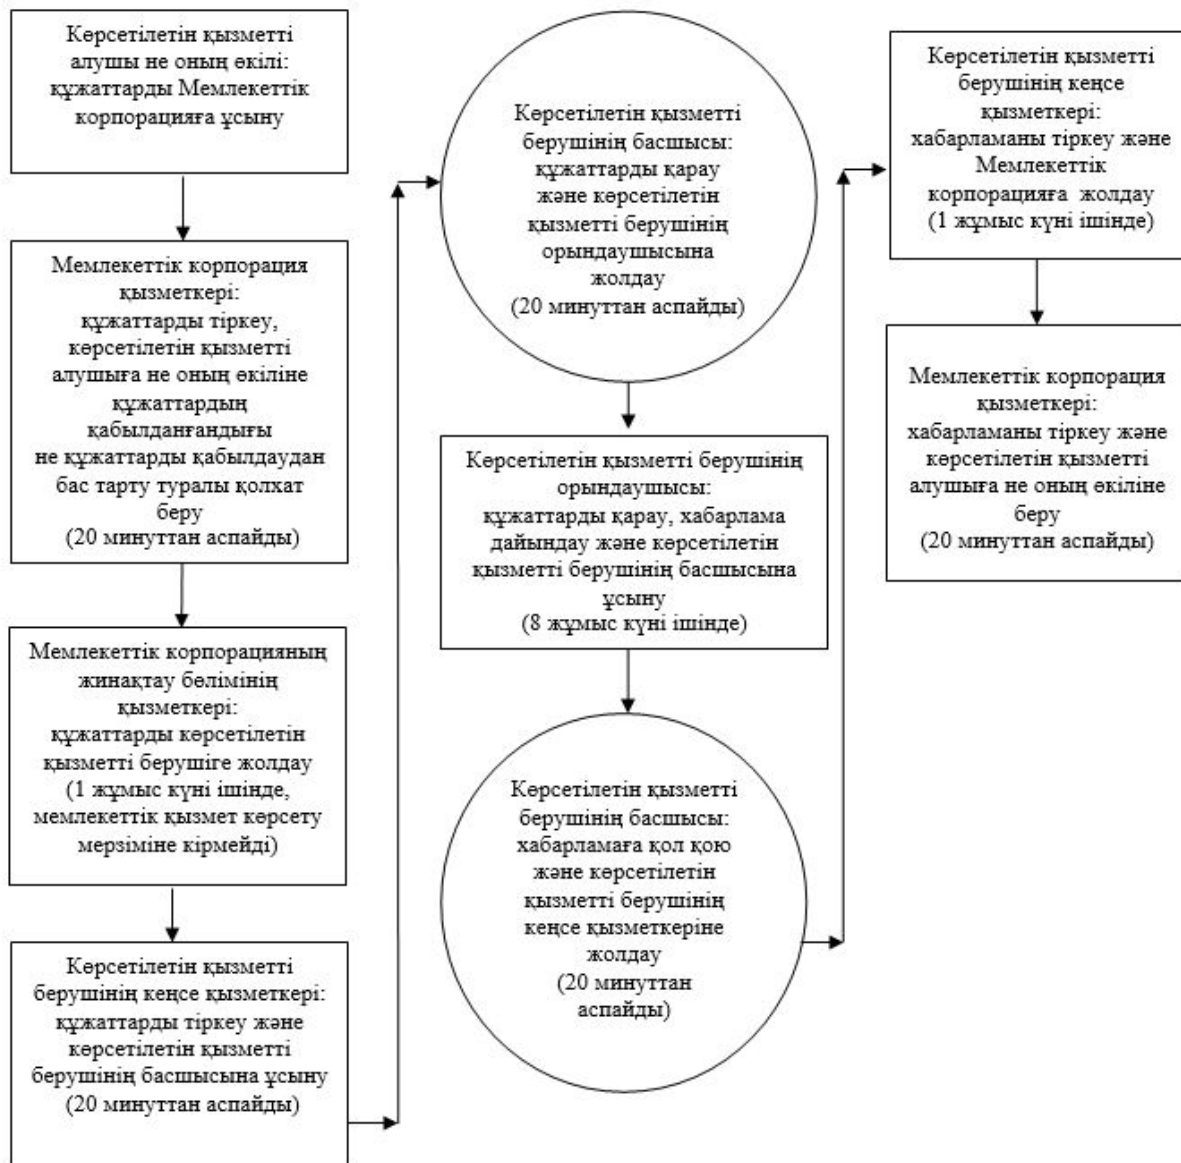 Көрсетілетін қызметті
алушы не оның өкілі:
құжаттарды Мемлекеттік
корпорацияға ұсыну
Мемлекеттік корпорация
қызметкері:
құжаттарды тіркеу,
көрсетілетін қызметті
алушыға не оның өкіліне
құжаттардың
қабылданғандығы
не құжаттарды қабылдаудан
бас тарту туралы қолхат
беру
(20 минуттан аспайды)
Мемлекеттік корпорацияның
жинақтау бөлімінің
қызметкері:
құжаттарды көрсетілетін
қызметті берушіге жолдау
(1 жұмыс күні ішінде,
мемлекеттік қызмет көрсету
мерзіміне кірмейді)
Көрсетілетін қызметті
берушінің кеңсе қызметкері:
құжаттарды тіркеу және
көрсетілетін қызметті
берушінің басшысына ұсыну
(20 минуттан аспайды)
Көрсетілетін қызметті
берушінің басшысы:
құжаттарды қарау
және көрсетілетін
қызметті берушінің
орындаушысына
жолдау
(20 минуттан аспайды)
Көрсетілетін қызметті берушінің
орындаушысы:
құжаттарды қарау, хабарлама
дайындау және көрсетілетін
қызметті берушінің басшысына
ұсыну
(8 жұмыс күні ішінде)
Көрсетілетін қызметті
берушінің басшысы:
хабарламаға қол қою
және көрсетілетін
қызметті берушінің
кеңсе қызметкеріне
жолдау
(20 минуттан
аспайды)
Көрсетілетін қызметті
берушінің кеңсе
қызметкері:
хабарламаны тіркеу және
Мемлекеттік
корпорацияға жолдау
(1 жұмыс күні ішінде)
Мемлекеттік корпорация
қызметкері:
хабарламаны тіркеу және
көрсетілетін қызметті
алушыға не оның өкіліне
беру
(20 минуттан аспайды)